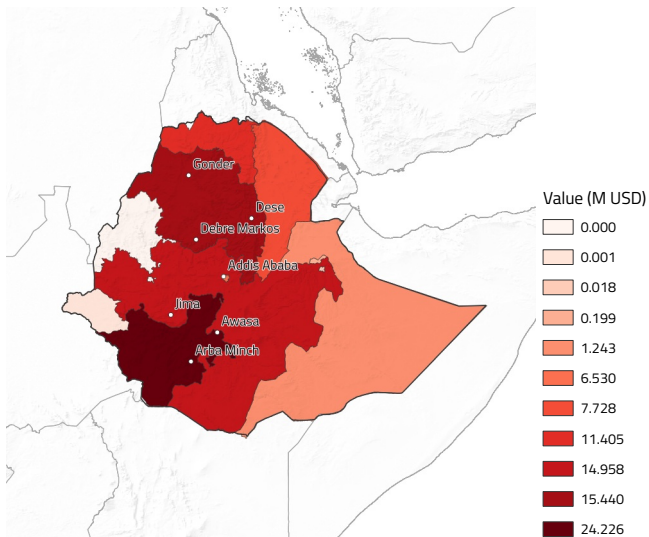 Gonder
Dese
Debre Markos
Addis Ababa
Jima
Awasa
Arba Minch
Value (M USD)
0.000
0.001
0.018
0.199
1.243
6.530
7.728
11.405
14.958
15.440
24.226